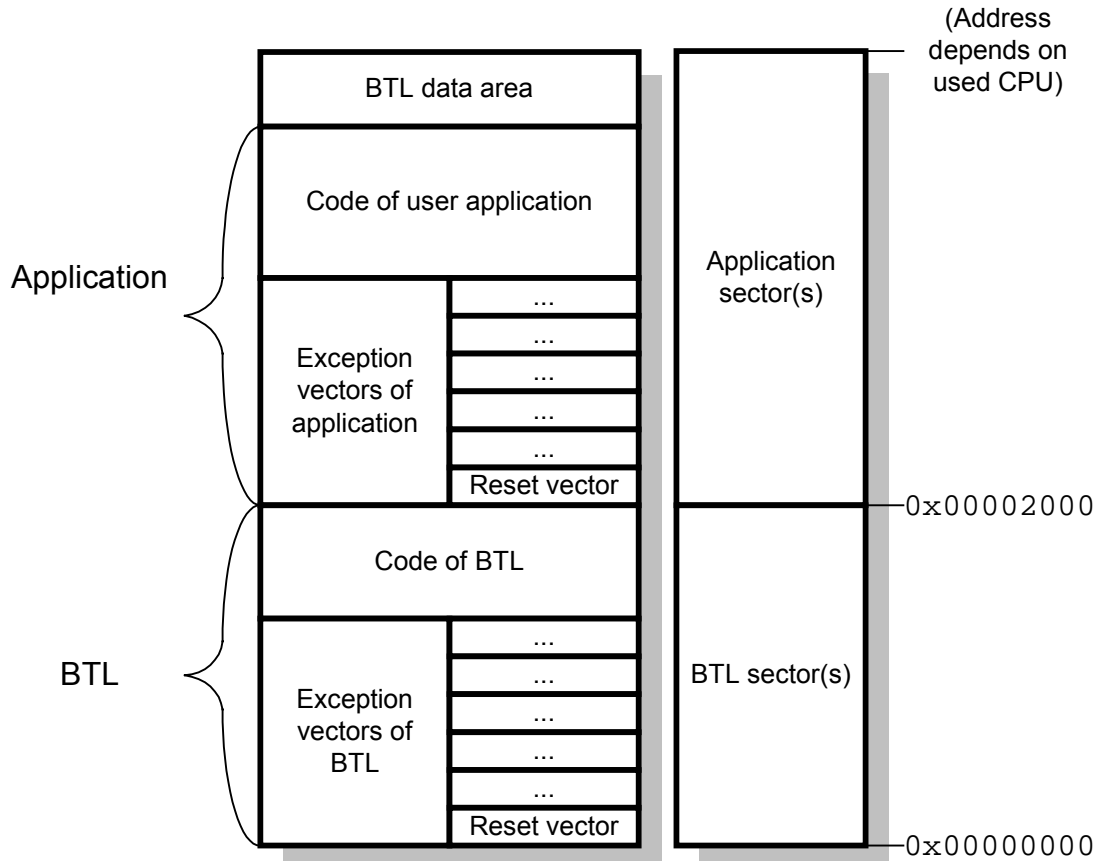 (Address
depends on
used CPU)
BTL data area
Code of user application
Application
Application
sector(s)
Exception
vectors of
application
...
...
...
...
...
Reset vector
0x00002000
Code of BTL
BTL
BTL sector(s)
Exception
vectors of
BTL
...
...
...
...
...
Reset vector
0x00000000